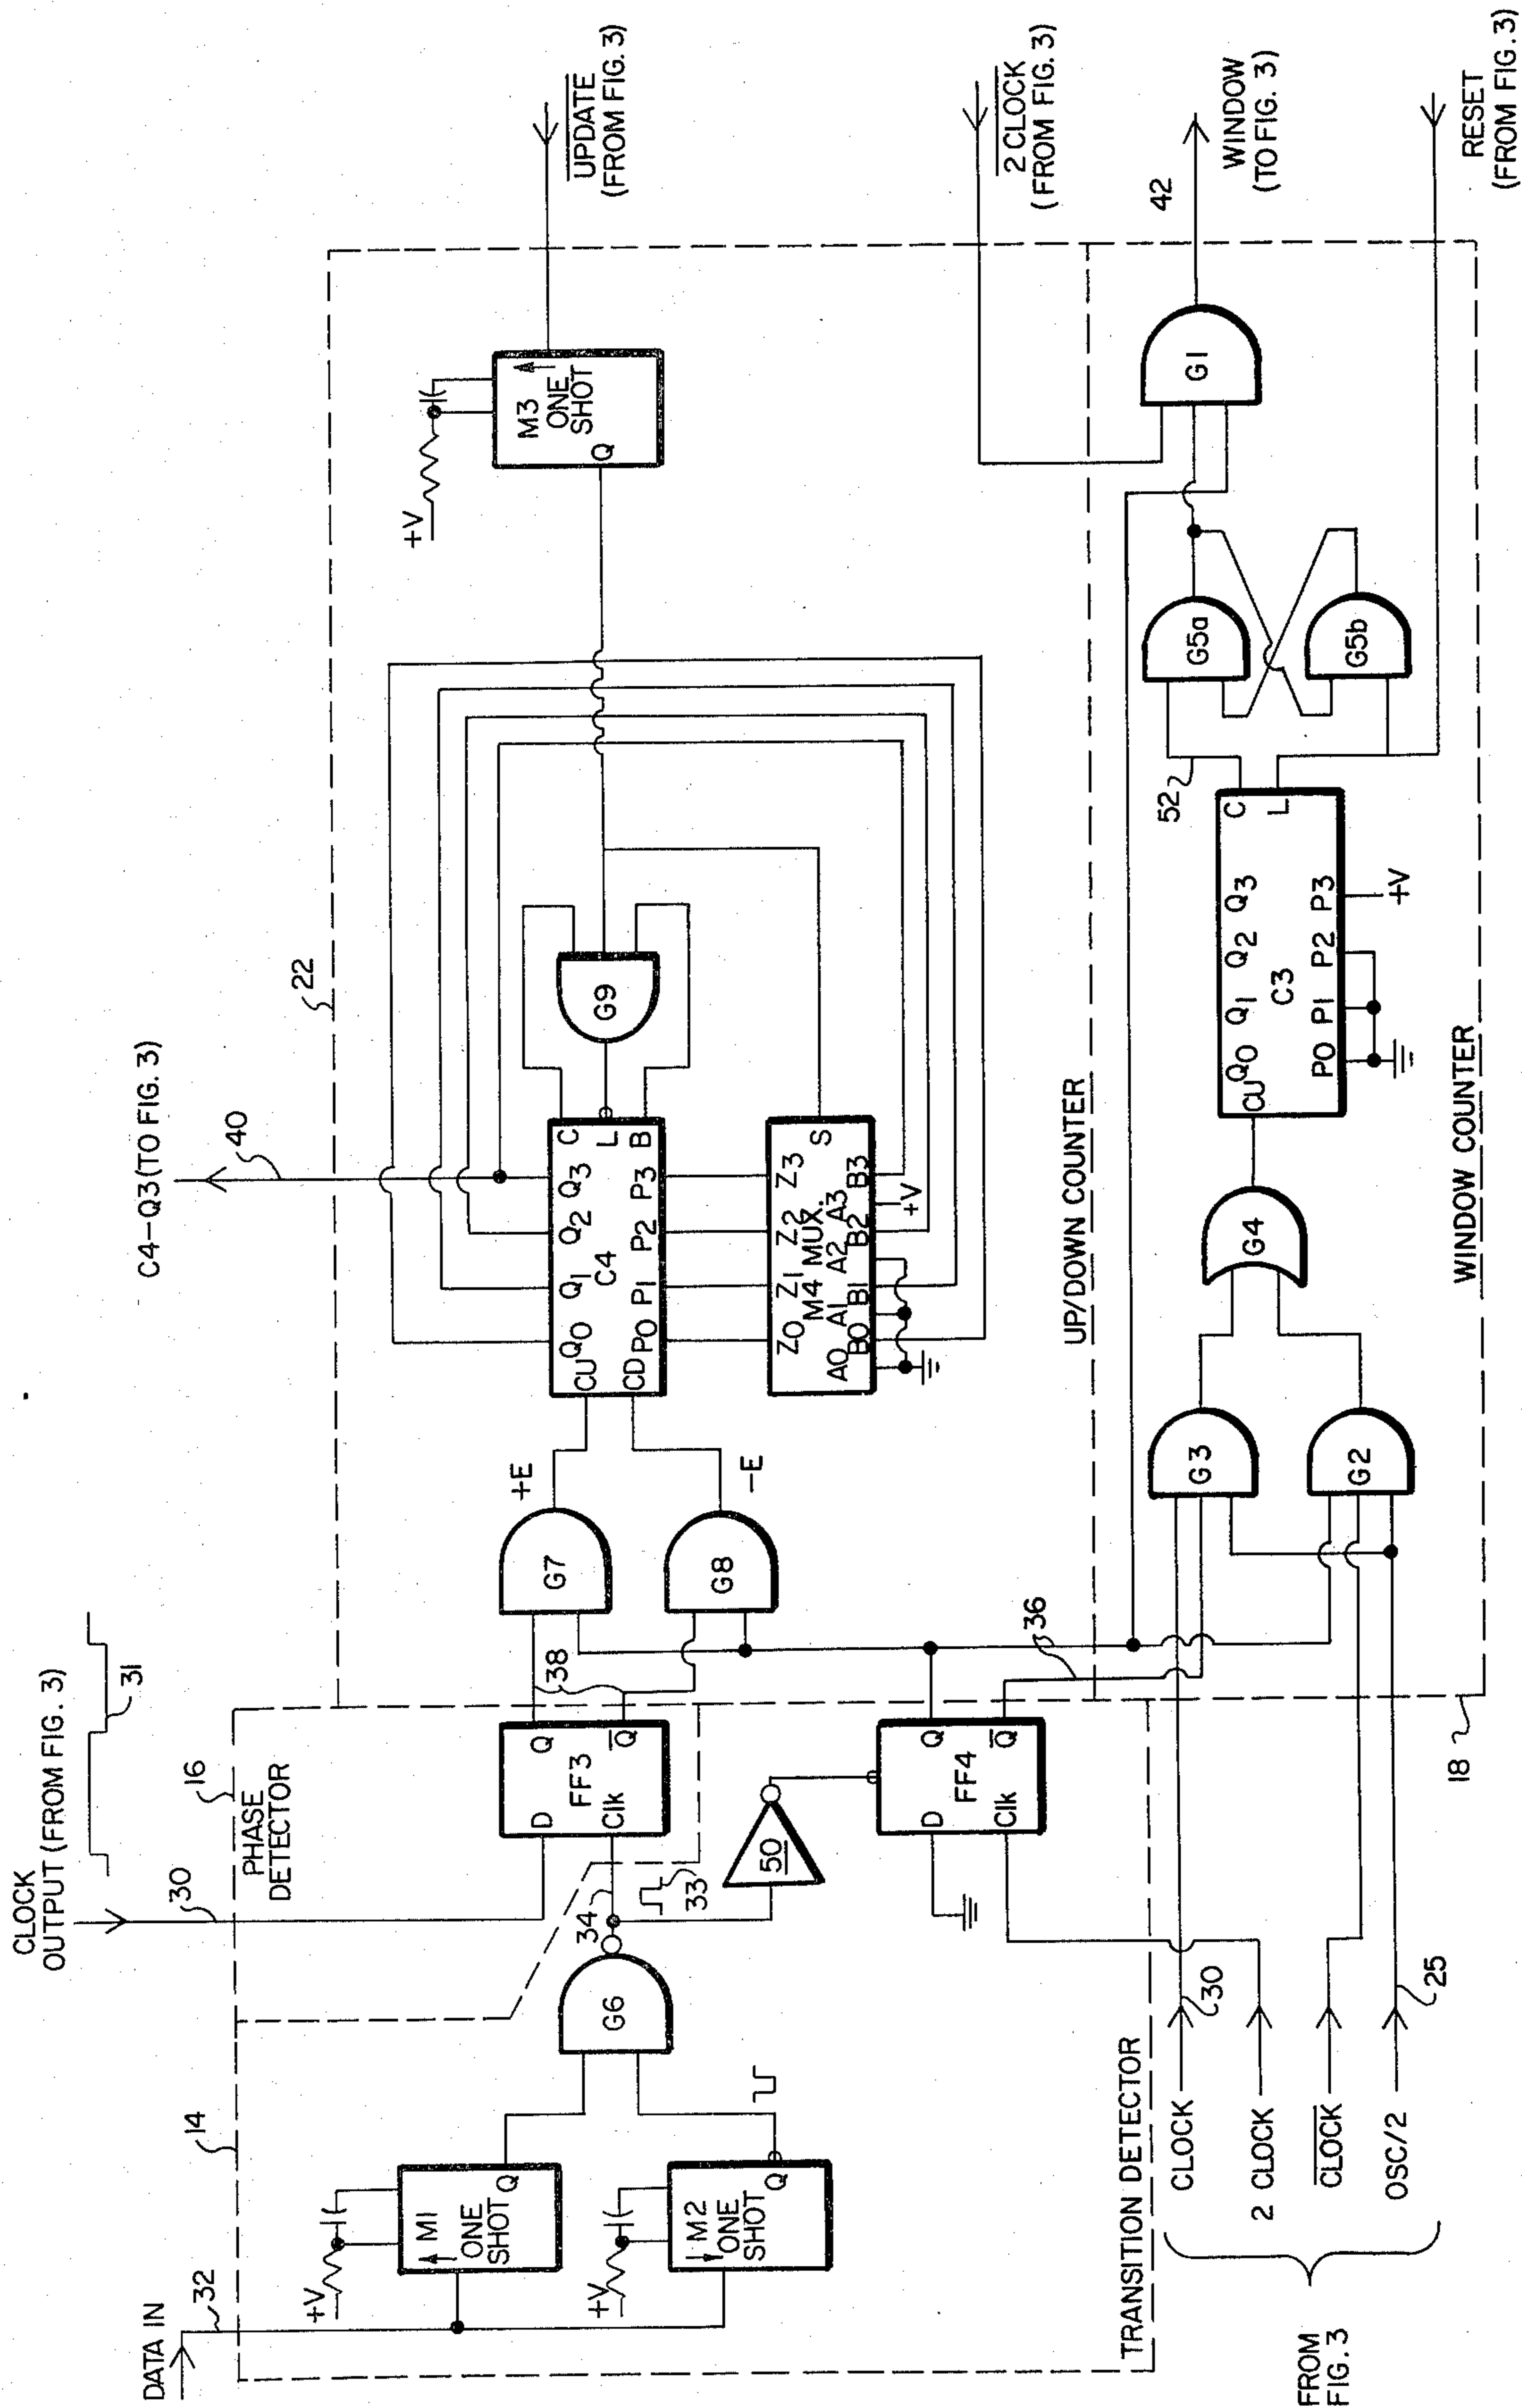 DATA IN
32
14
+V
M1
ONE
SHOT
Q
+V
M2
ONE
SHOT
Q
TRANSITION DETECTOR
G6
34
33
50
CLOCK
OUTPUT (FROM FIG. 3)
31
30
16
PHASE
DETECTOR
D
Q
FF3
Clk
Q
38
D
Q
FF4
Clk
Q
36
FROM
FIG. 3
CLOCK
2 CLOCK
CLOCK
OSC/2
30
25
18
G7
+E
G8
-E
C4-Q3 (TO FIG. 3)
40
22
CU
Q0
Q1
Q2
Q3
C
C4
L
CD
P0
P1
P2
P3
B
G9
Z0
Z1
Z2
Z3
M4
MUX.
S
A0
B0
A1
B1
A2
B2
A3
B3
+V
+V
M3
ONE
SHOT
Q
UPDATE
(FROM FIG. 3)
UP/DOWN COUNTER
2 CLOCK
(FROM FIG. 3)
G3
G2
G4
CU
Q0
Q1
Q2
Q3
C
C3
L
P0
P1
P2
P3
+V
52
G5a
G5b
G1
42
WINDOW
(TO FIG. 3)
RESET
(FROM FIG. 3)
WINDOW COUNTER